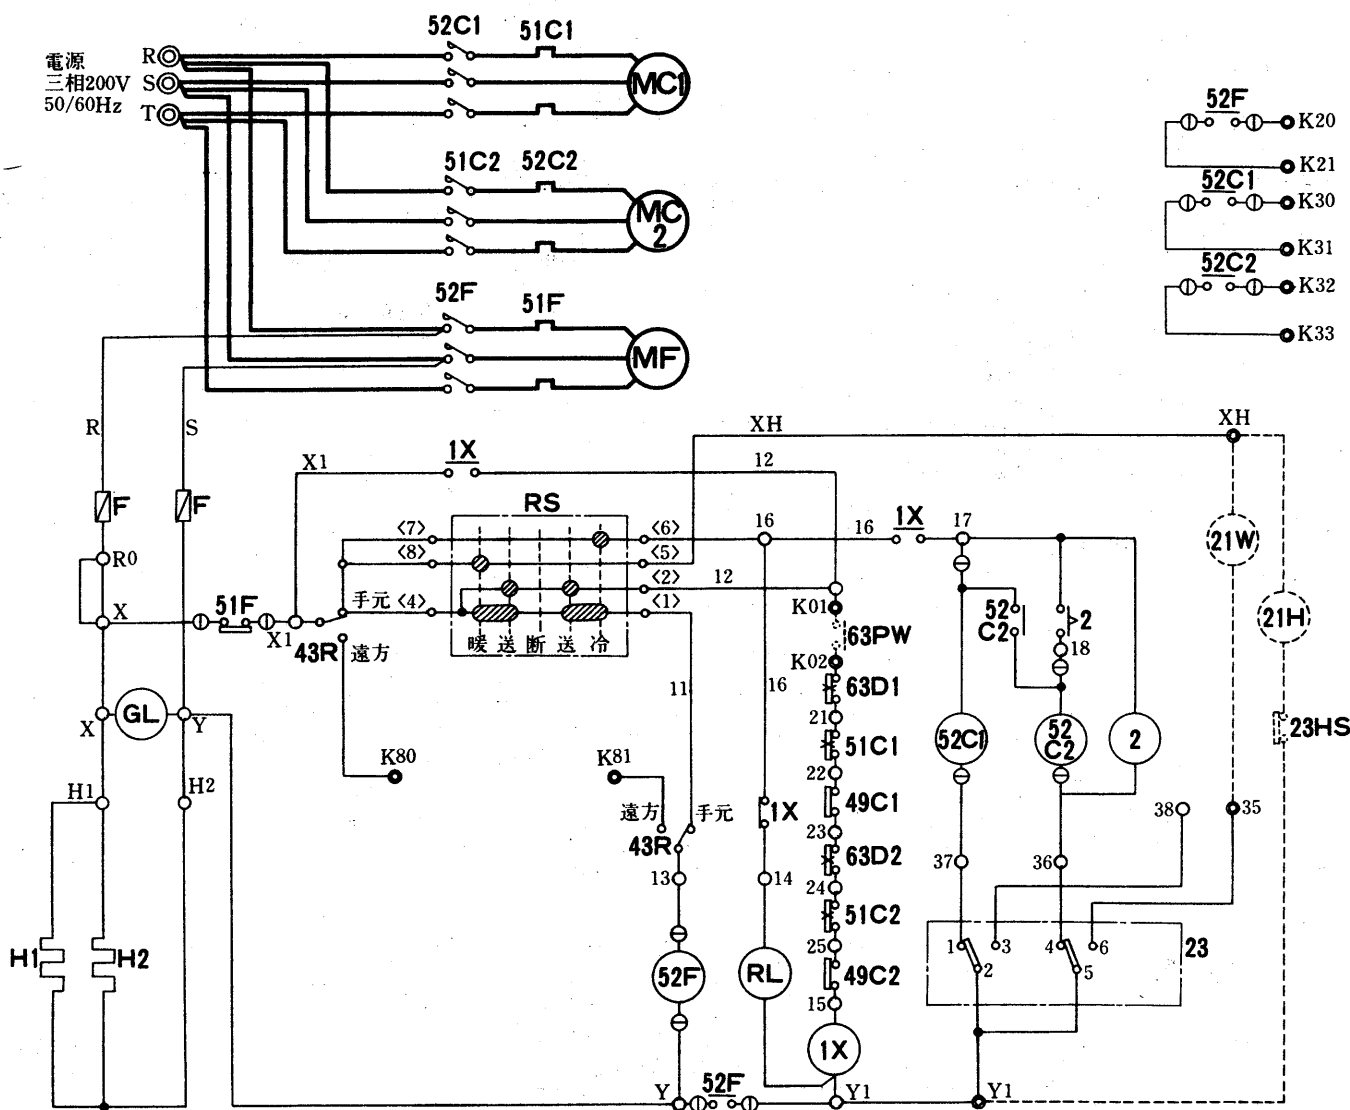 52C1 51C1
電源
三相200V
50/60Hz
R
S
T
MC1
52F
K20
K21
51C2 52C2
MC
2
52C1
K30
K31
52C2
K32
K33
52F 51F
MF
R S
XH XH
X1 1X 12
F F
RS
<7> <6> 16 16 1X 17
R0
<8> <5>
21W
<2> 12
手元 <4> <1>
51F
X
X1
43R 遠方
暖 送 断 送 冷
K01
63PW
K02
52
C2
2
18
21H
11 16
63D1
21
X GL Y
51C1
52C1
52
C2
2
23HS
K80 K81
22
H1 H2
49C1
遠方 手元
1X
43R
23
38 35
63D2
13 14
24
37 36
51C2
25
1 3 4 6
2 5
23
H1 H2
52F
RL
49C2
15
1X
Y 52F Y1 Y1